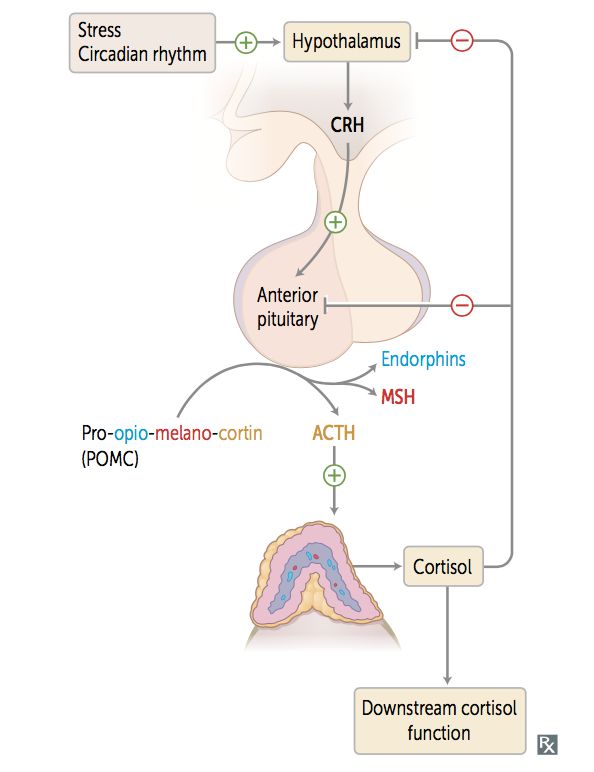 Stress
Circadian rhythm
+
Hypothalamus
−
CRH
+
Anterior
pituitary
−
Endorphins
MSH
Pro-opio-melano-cortin
(POMC)
ACTH
+
Cortisol
Downstream cortisol
function
Rx